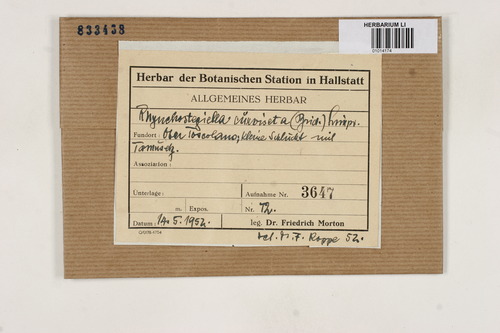 833438
HERBARIUM LI
01014174
Herbar der Botanischen Station in Hallstatt
ALLGEMEINES HERBAR
Rhynchostegiella curviseta (Brid.) Limpr.
Fundort: Ober Toscolano, kleine Schlucht mit
Assoziation:
Unterlage: Aufnahme Nr. 3647
m. Expos. Nr. 72.
Datum 14.5.1952. leg. Dr. Friedrich Morton
det. F. Koppe 52.